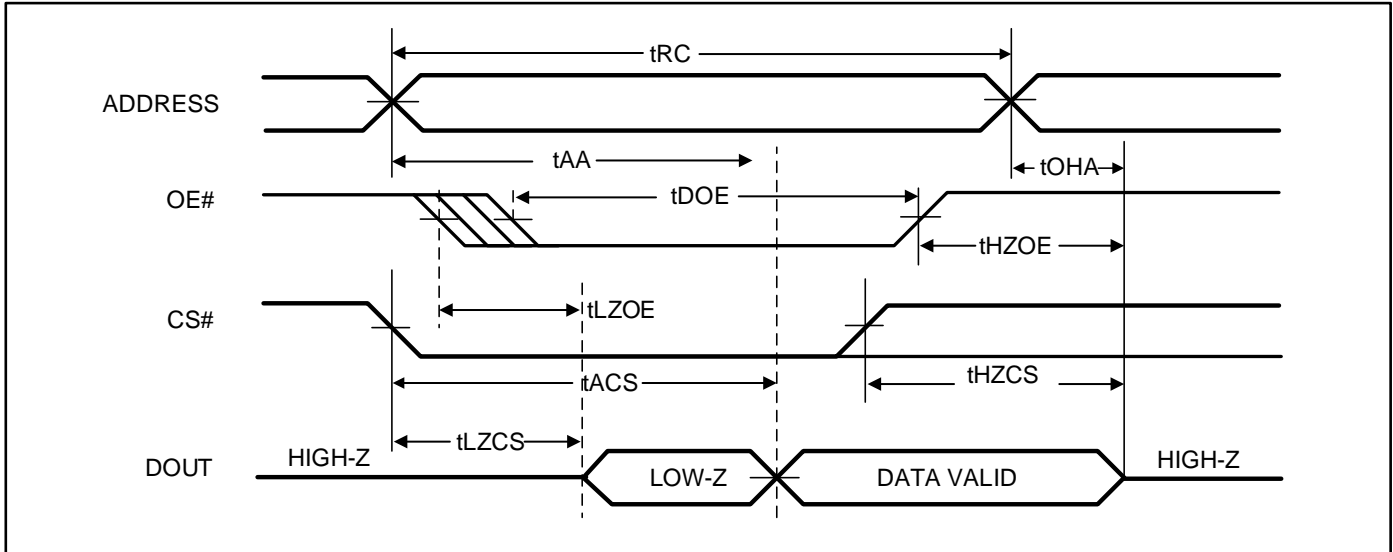 tRC
ADDRESS
tAA
tOHA
OE#
tDOE
tHZOE
tLZOE
CS#
tACS
tHZCS
tLZCS
DOUT
HIGH-Z
LOW-Z
DATA VALID
HIGH-Z